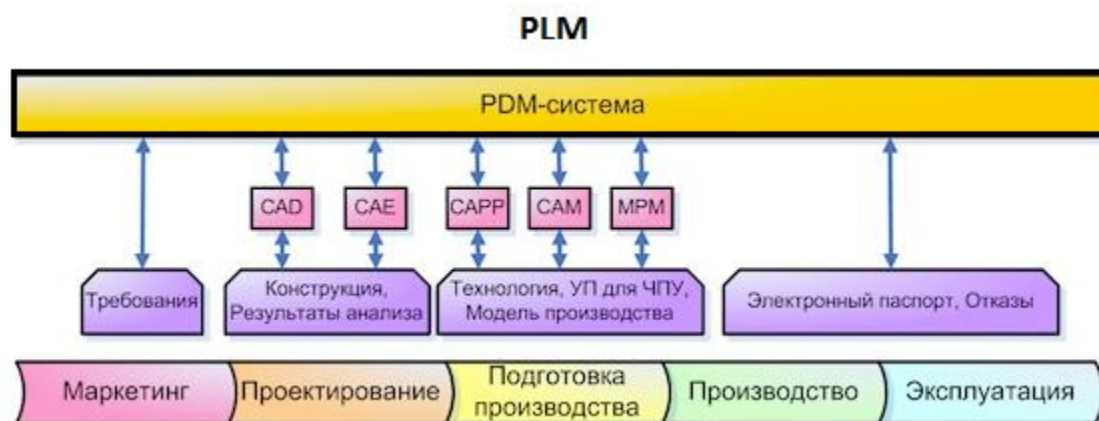 PLM
PDM-система
CAD
CAE
CAPP
CAM
MPM
Требования
Конструкция,
Результаты анализа
Технология, УП для ЧПУ,
Модель производства
Электронный паспорт, Отказы
Маркетинг
Проектирование
Подготовка
производства
Производство
Эксплуатация